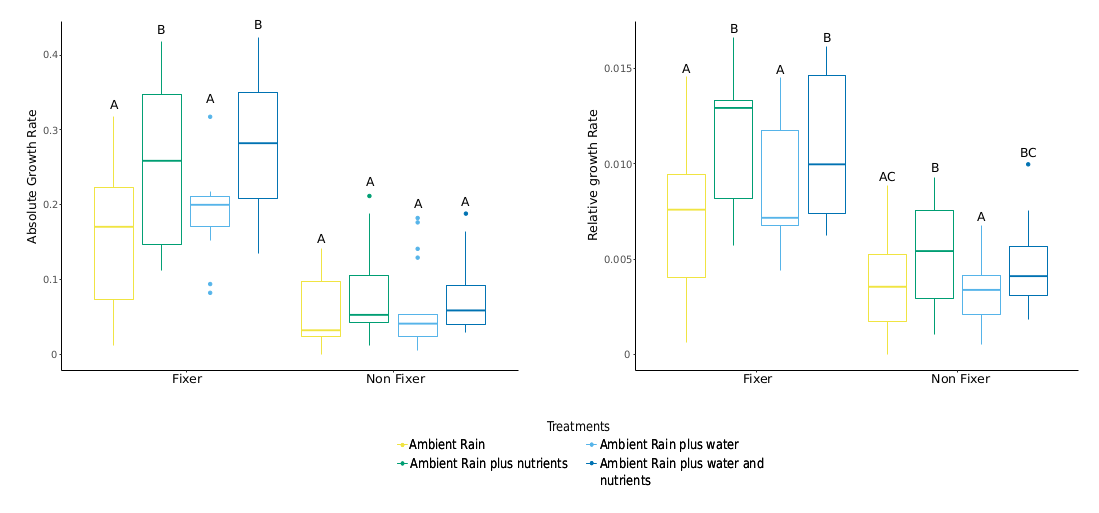 Absolute Growth Rate
0.4
0.3
0.2
0.1
0
A
B
A
B
A
A
A
A
Fixer
Non Fixer
Relative growth Rate
0.015
0.010
0.005
0
A
B
A
B
AC
B
A
BC
Fixer
Non Fixer
Treatments
Ambient Rain
Ambient Rain plus water
Ambient Rain plus nutrients
Ambient Rain plus water and
nutrients